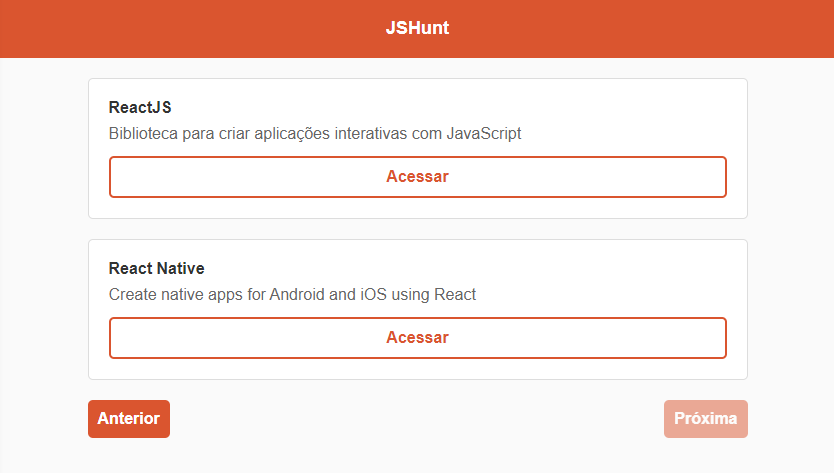 JSHunt
ReactJS
Biblioteca para criar aplicações interativas com JavaScript
Acessar
React Native
Create native apps for Android and iOS using React
Acessar
Anterior
Próxima